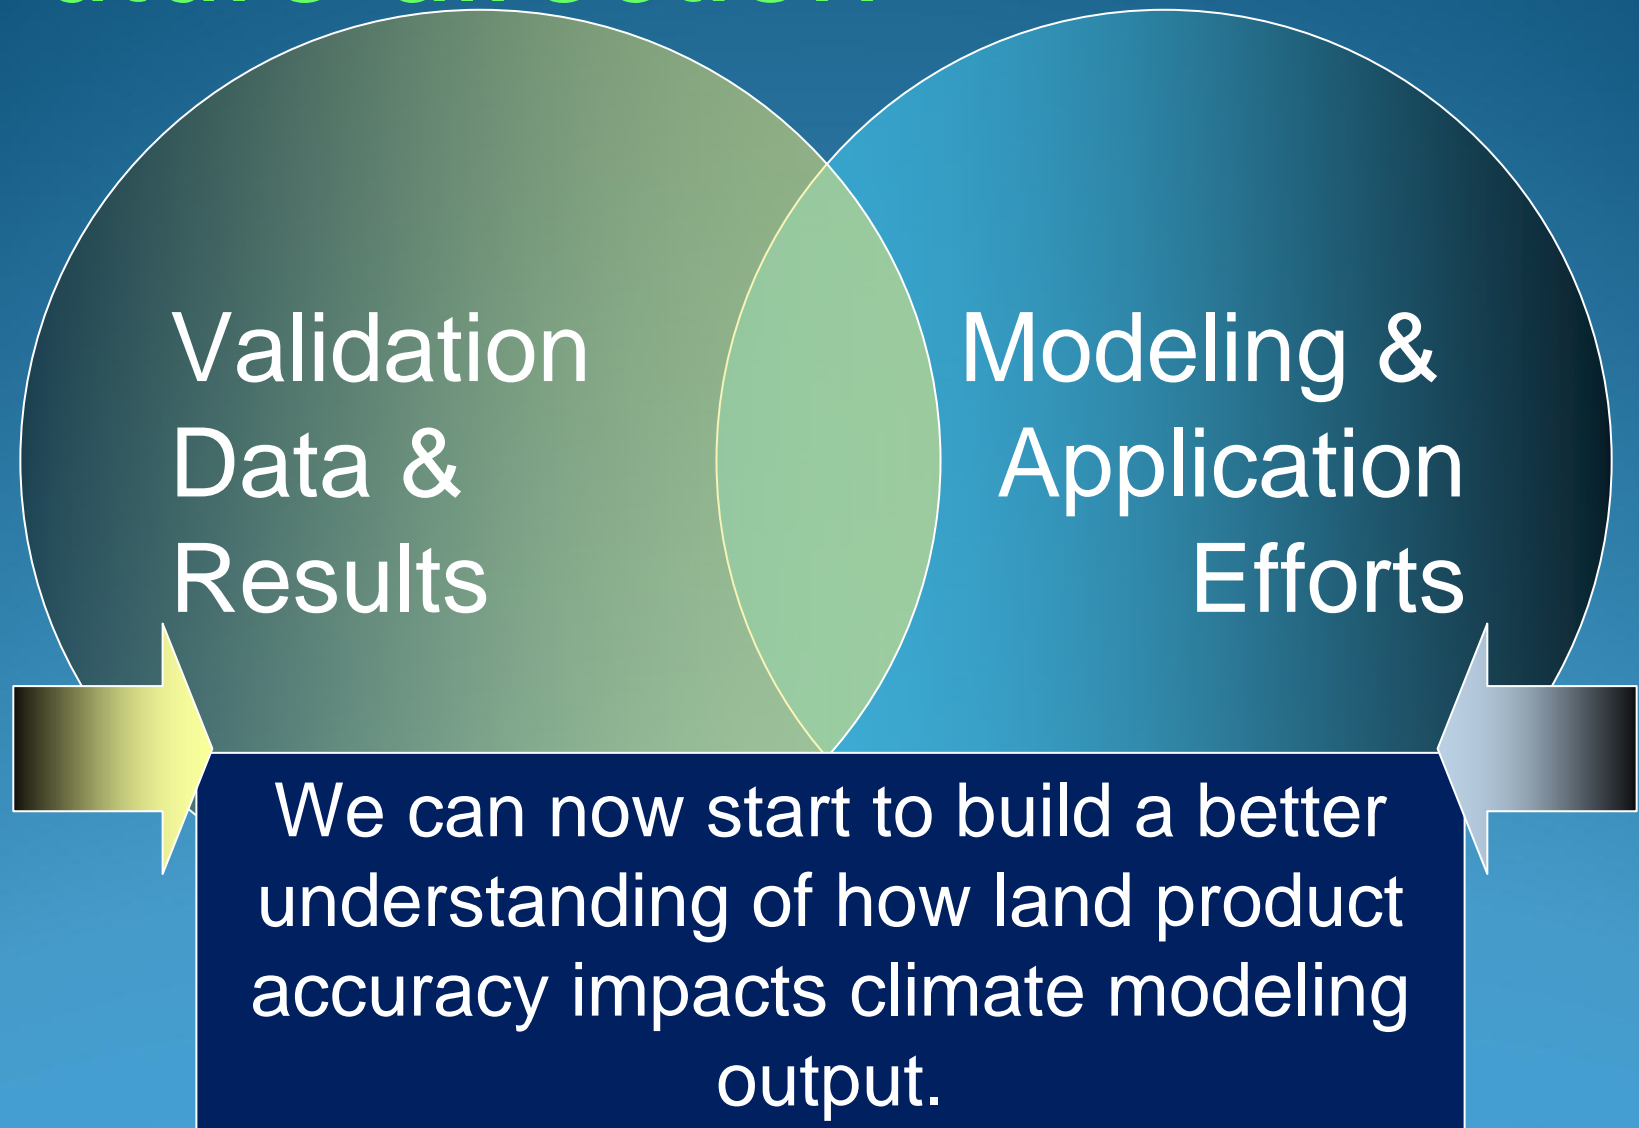 direction
Validation
Data &
Results
Modeling &
Application
Efforts
We can now start to build a better
understanding of how land product
accuracy impacts climate modeling
output.